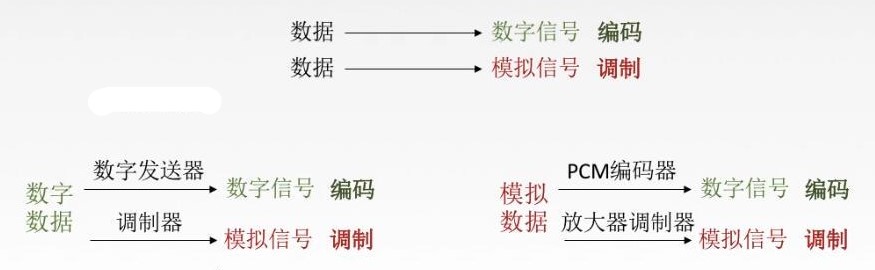 数据 数字信号 编码
数据 模拟信号 调制
数字发送器
数字
数据
数字信号 编码
调制器
模拟信号 调制
PCM编码器
模拟
数据
数字信号 编码
放大器调制器
模拟信号 调制